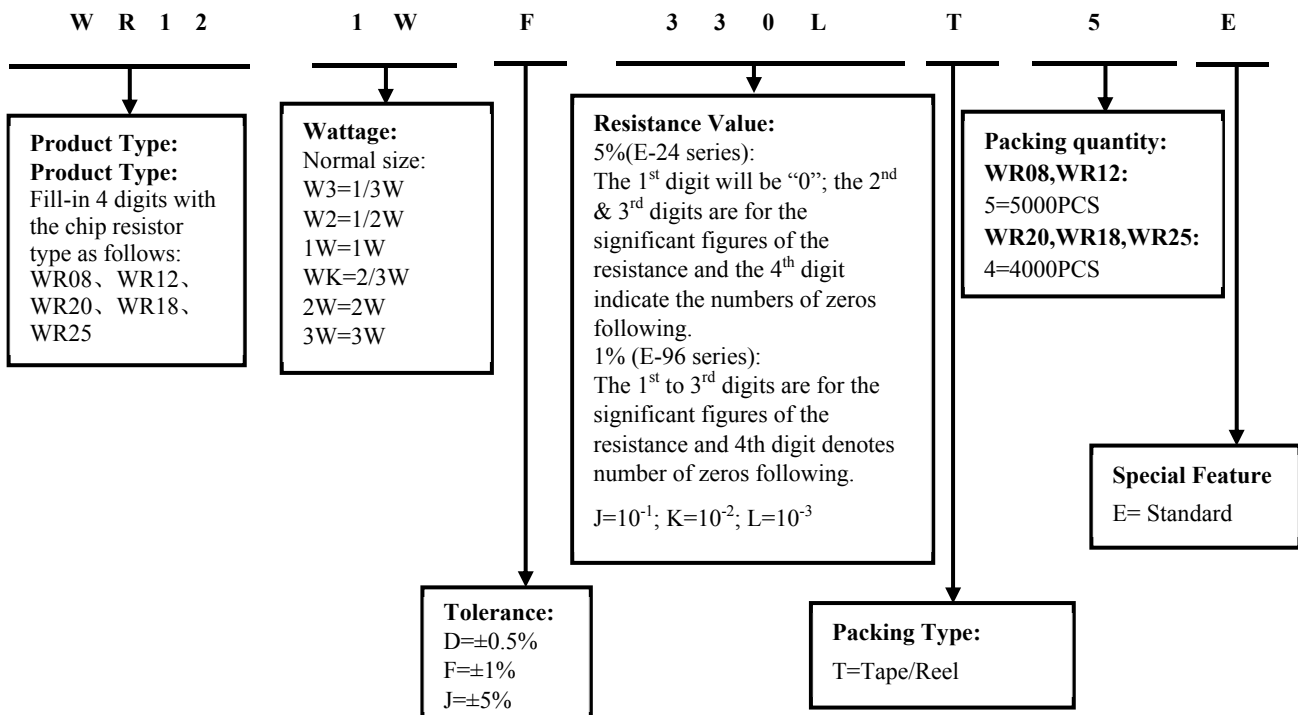 W R 1 2 1 W F 3 3 0 L T 5 E
Product Type:
Product Type:
Fill-in 4 digits with
the chip resistor
type as follows:
WR08、WR12、
WR20、WR18、
WR25
Wattage:
Normal size:
W3=1/3W
W2=1/2W
1W=1W
WK=2/3W
2W=2W
3W=3W
Resistance Value:
5%(E-24 series):
The 1st digit will be “0”; the 2nd
& 3rd digits are for the
significant figures of the
resistance and the 4th digit
indicate the numbers of zeros
following.
1% (E-96 series):
The 1st to 3rd digits are for the
significant figures of the
resistance and 4th digit denotes
number of zeros following.
J=10-1; K=10-2; L=10-3
Packing quantity:
WR08,WR12:
5=5000PCS
WR20,WR18,WR25:
4=4000PCS
Special Feature
E= Standard
Tolerance:
D=±0.5%
F=±1%
J=±5%
Packing Type:
T=Tape/Reel